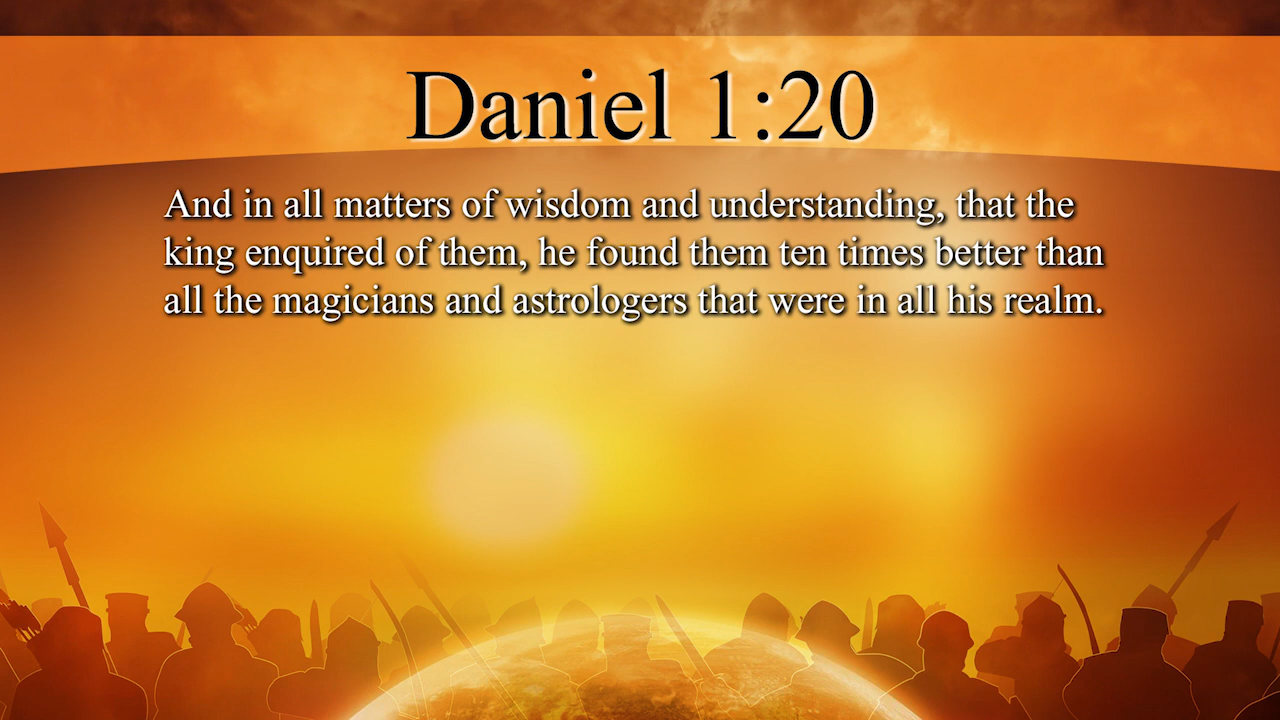 Daniel 1:20
And in all matters of wisdom and understanding, that the
king enquired of them, he found them ten times better than
all the magicians and astrologers that were in all his realm.